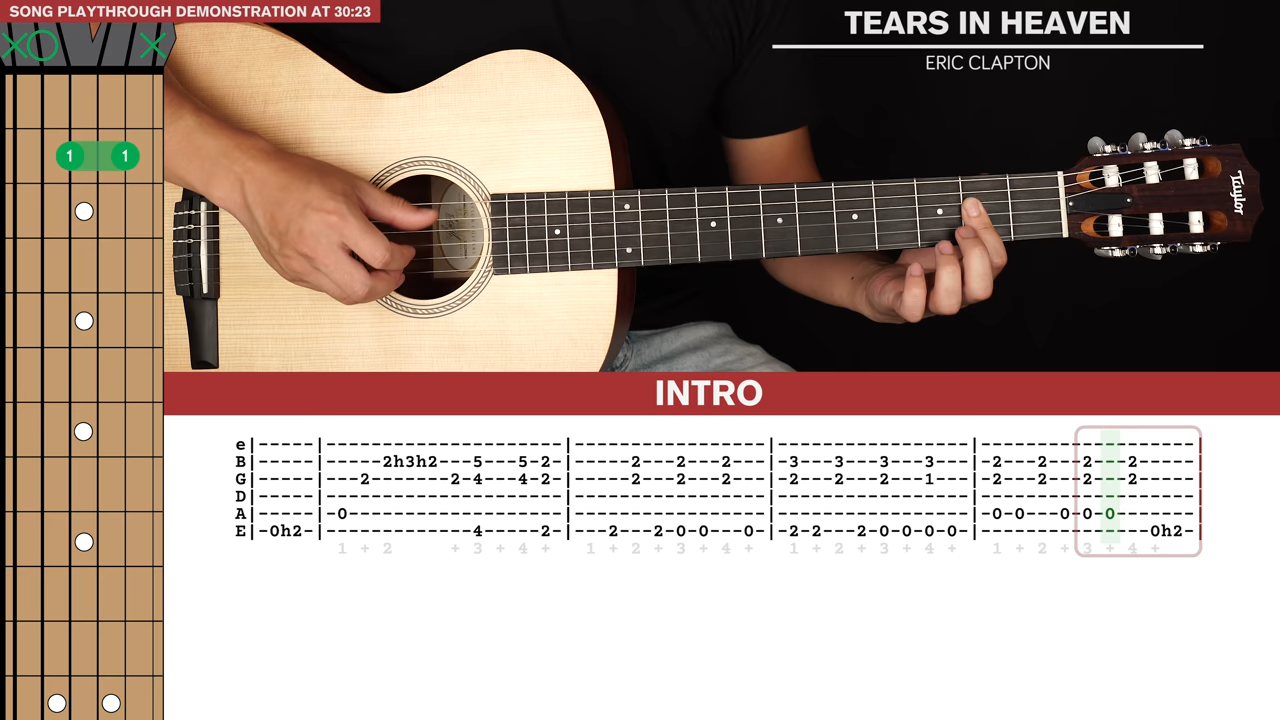 SONG PLAYTHROUGH DEMONSTRATION AT 30:23
TEARS IN HEAVEN
ERIC CLAPTON
1 1
Taylor
INTRO
e|-----|---------------------|-----------------|-----------------|-------------------|
B|-----|-----2h3h2---5---5-2-|-----2---2---2---|-3---3---3---3---|-2---2---2---2-----|
G|-----|---2-------2-4---4-2-|-----2---2---2---|-2---2---2---1---|-2---2---2---2-----|
D|-----|---------------------|-----------------|-----------------|-------------------|
A|-----|-0-------------------|-----------------|-----------------|-0-0---0-0-0-------|
E|-0h2-|-------------4-----2-|---2---2-0-0---0-|-2-2---2-0-0-0-0-|---------------0h2-|
1 + 2 + 3 + 4 + 1 + 2 + 3 + 4 + 1 + 2 + 3 + 4 + 1 + 2 + 3 + 4 +